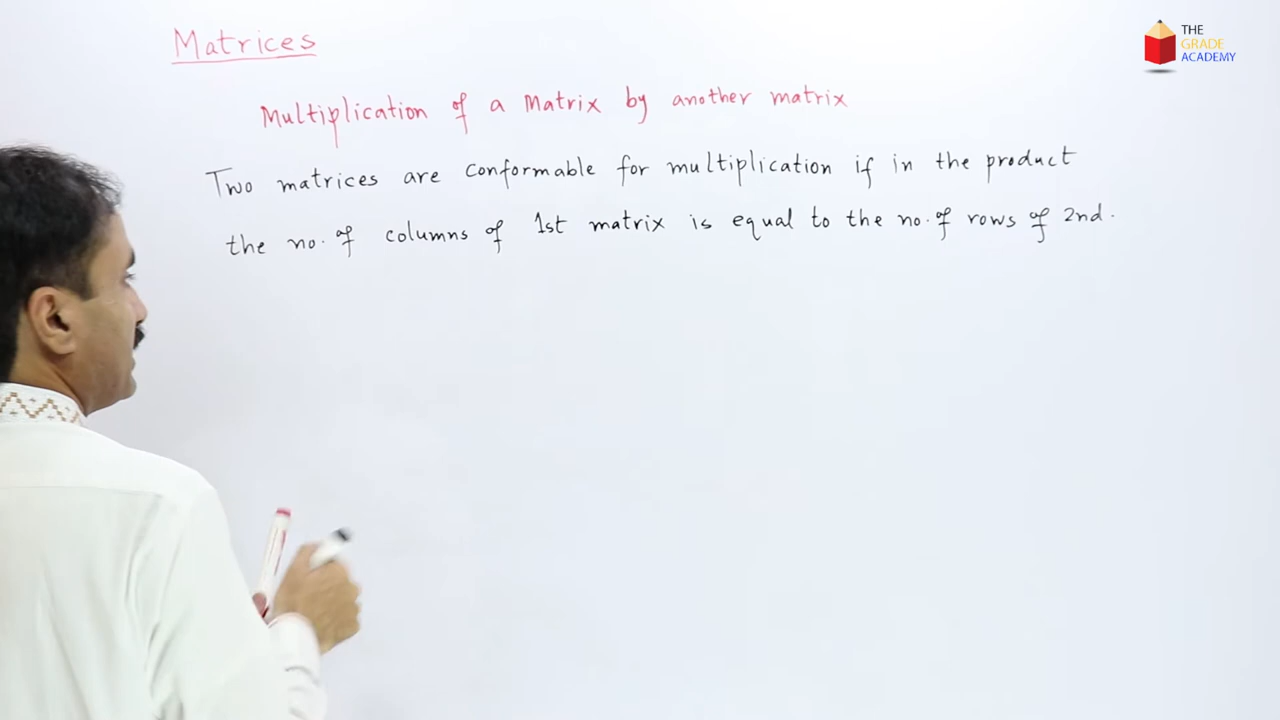 Matrices
THE
GRADE
ACADEMY
Multiplication of a Matrix by another matrix
Two matrices are conformable for multiplication if in the product
the no. of columns of 1st matrix is equal to the no. of rows of 2nd.